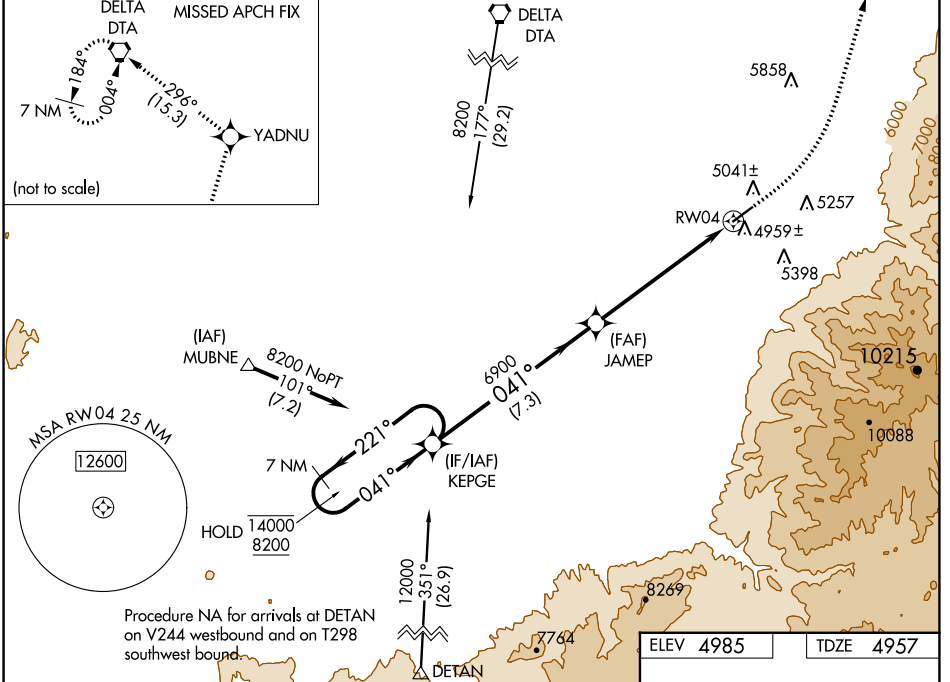 DELTA
DTA
MISSED APCH FIX
184°
004°
7 NM
296°
(15.3)
YADNU
(not to scale)
DELTA
DTA
8200
177°
(29.2)
5858
6000
7000
8
5041±
5257
RW04
4959±
5398
(IAF)
MUBNE
8200 NoPT
101°
(7.2)
(FAF)
JAMEP
6900
041°
(7.3)
10215
10088
MSA RW04 25 NM
12600
221°
041°
7 NM
(IF/IAF)
KEPGE
HOLD
14000
8200
12000
351°
(26.9)
8269
7764
Procedure NA for arrivals at DETAN
on V244 westbound and on T298
southwest bound.
DETAN
ELEV 4985
TDZE 4957